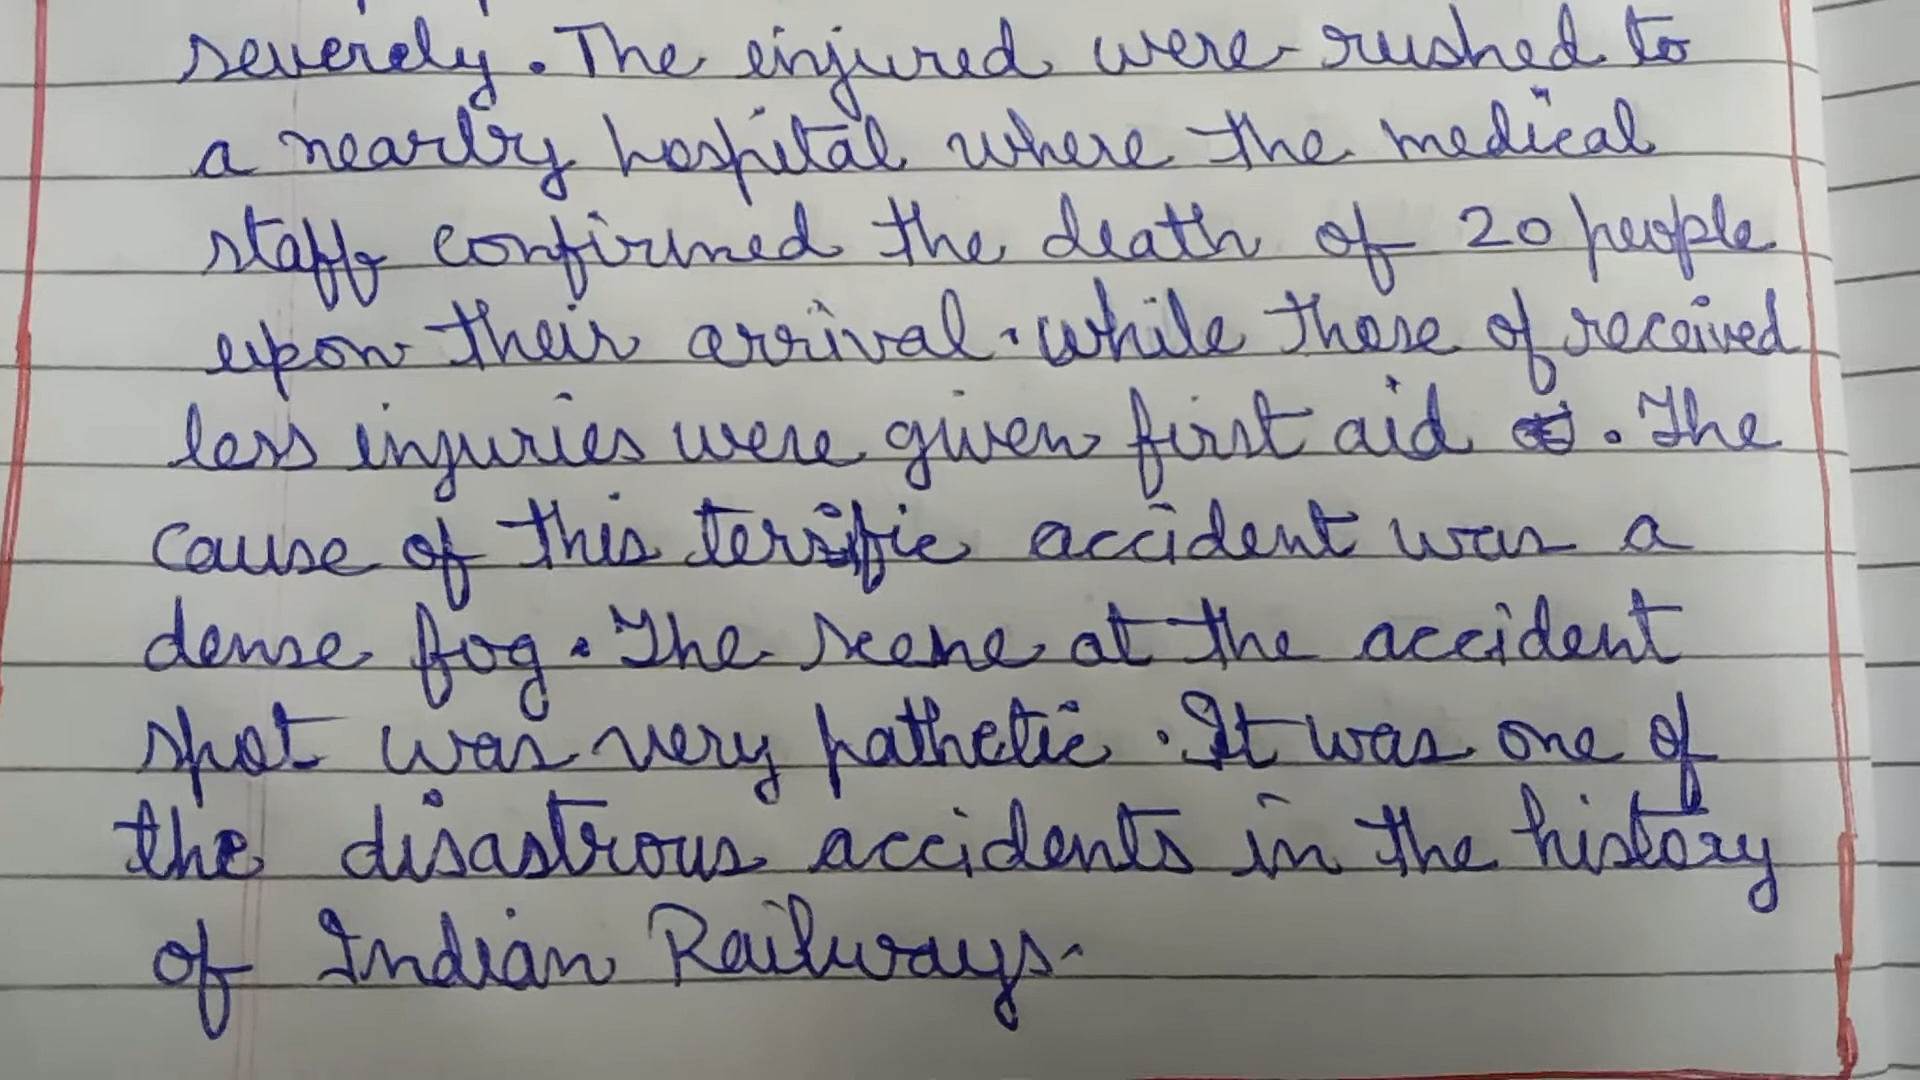 severely. The injured were rushed to
a nearby hospital where the medical
staff confirmed the death of 20 people
upon their arrival. while those of received
less injuries were given first aid. The
cause of this terrific accident was a
dense fog. The scene at the accident
spot was very pathetic. It was one of
the disastrous accidents in the history
of Indian Railways.